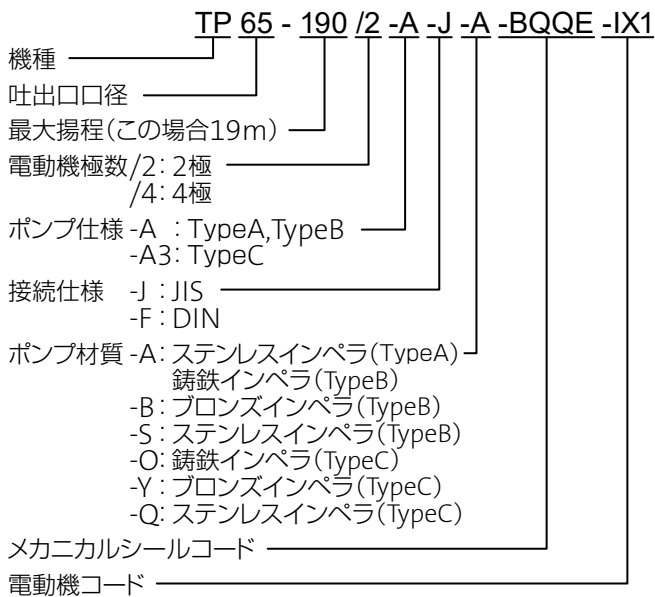 TP 65 - 190 /2 -A -J -A -BQQE -IX1
機種
吐出口口径
最大揚程(この場合19m)
電動機極数/2: 2極
/4: 4極
ポンプ仕様 -A : TypeA,TypeB
-A3: TypeC
接続仕様 -J : JIS
-F : DIN
ポンプ材質 -A: ステンレスインペラ(TypeA)
鋳鉄インペラ(TypeB)
-B: ブロンズインペラ(TypeB)
-S : ステンレスインペラ(TypeB)
-O: 鋳鉄インペラ(TypeC)
-Y : ブロンズインペラ(TypeC)
-Q: ステンレスインペラ(TypeC)
メカニカルシールコード
電動機コード